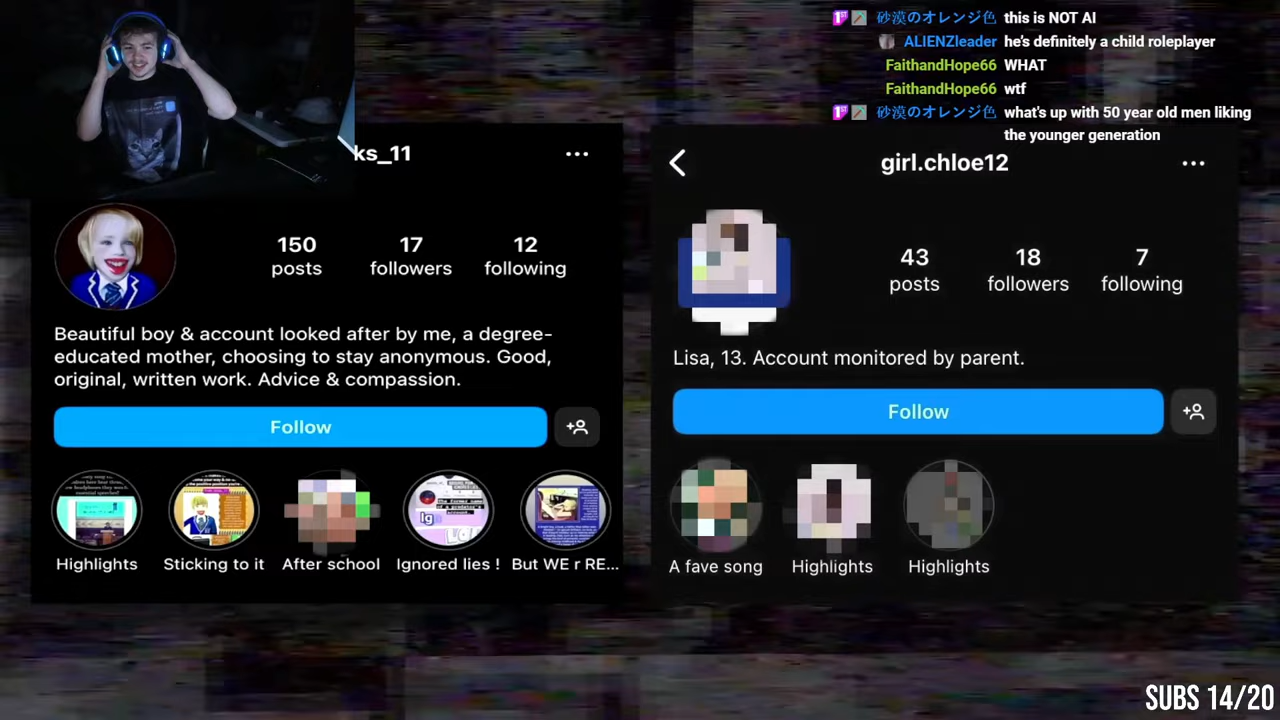 砂漠のオレンジ色 this is NOT AI
ALIENZleader he's definitely a child roleplayer
FaithandHope66 WHAT
FaithandHope66 wtf
砂漠のオレンジ色 what's up with 50 year old men liking
the younger generation
ks_11
150 17 12
posts followers following
Beautiful boy & account looked after by me, a degree-
educated mother, choosing to stay anonymous. Good,
original, written work. Advice & compassion.
Follow
Highlights Sticking to it After school Ignored lies ! But WE r RE...
girl.chloe12
43 18 7
posts followers following
Lisa, 13. Account monitored by parent.
Follow
A fave song Highlights Highlights
SUBS 14/20